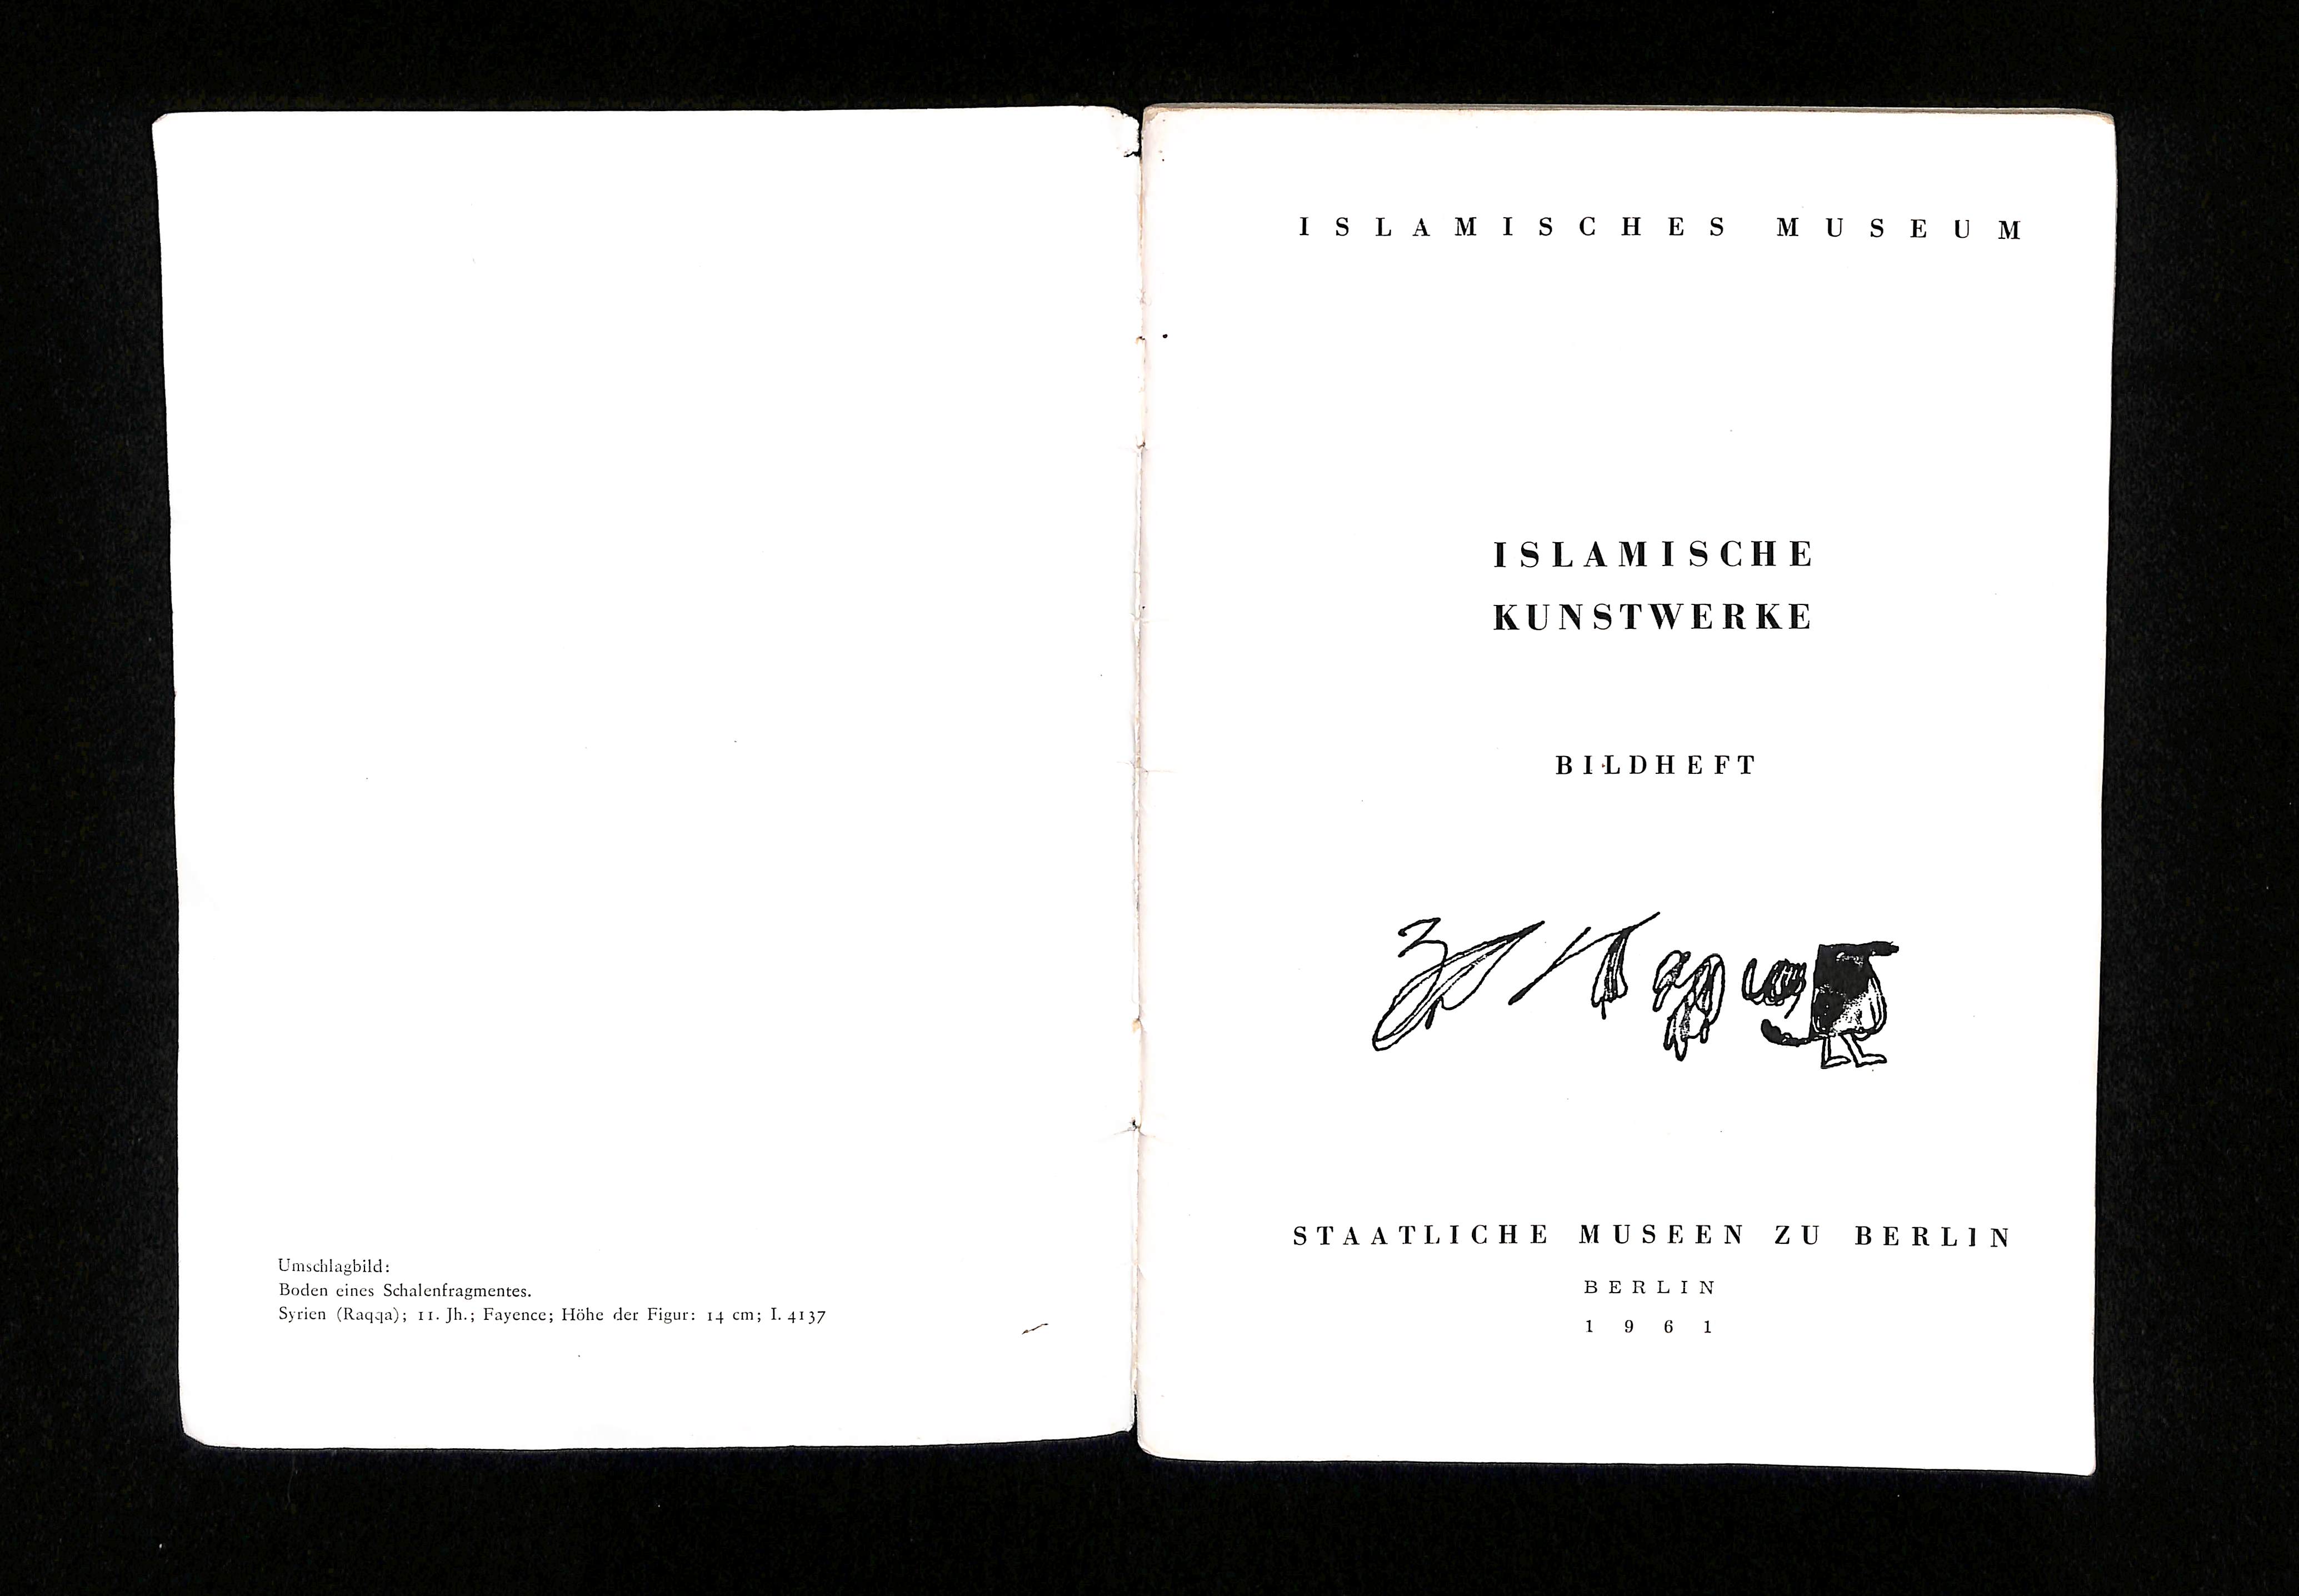 Umschlagbild:
Boden eines Schalenfragmentes.
Syrien (Raqqa); 11. Jh.; Fayence; Höhe der Figur: 14 cm; I. 4137
ISLAMISCHES MUSEUM
ISLAMISCHE
KUNSTWERKE
BILDHEFT
STAATLICHE MUSEEN ZU BERLIN
BERLIN
1961